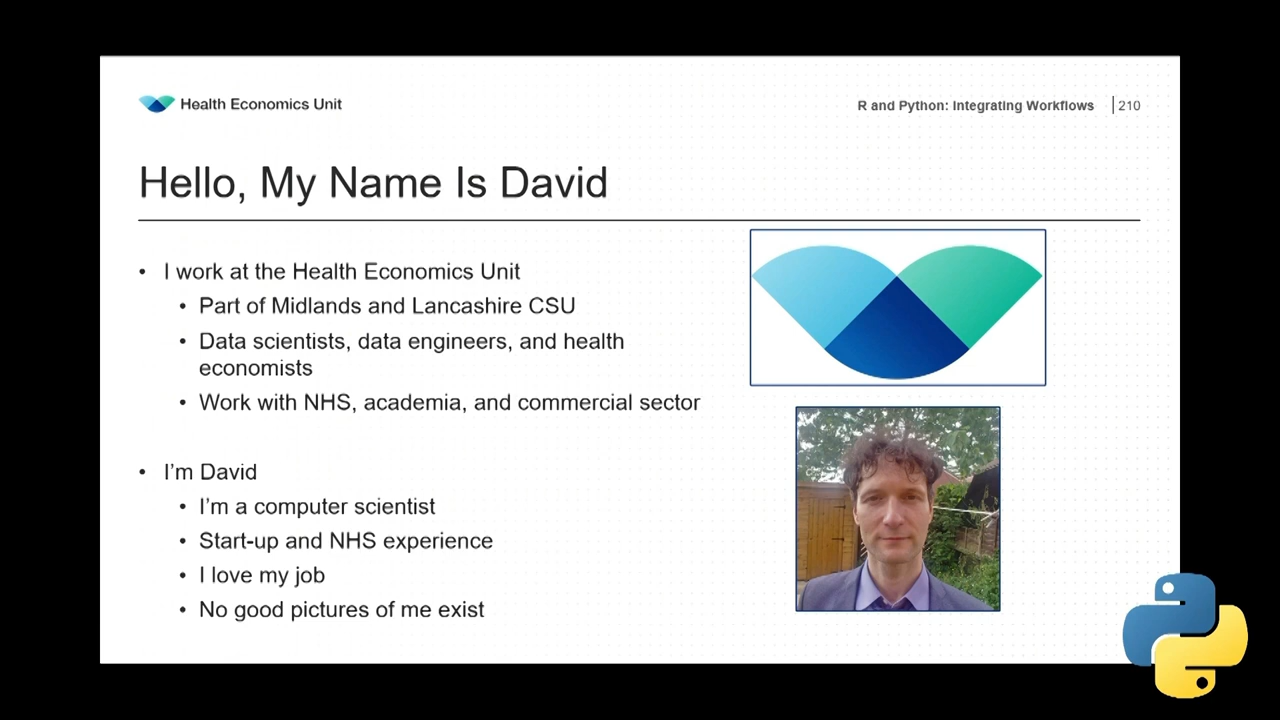 Health Economics Unit
R and Python: Integrating Workflows 210
Hello, My Name Is David
• I work at the Health Economics Unit
• Part of Midlands and Lancashire CSU
• Data scientists, data engineers, and health
economists
• Work with NHS, academia, and commercial sector
• I’m David
• I’m a computer scientist
• Start-up and NHS experience
• I love my job
• No good pictures of me exist